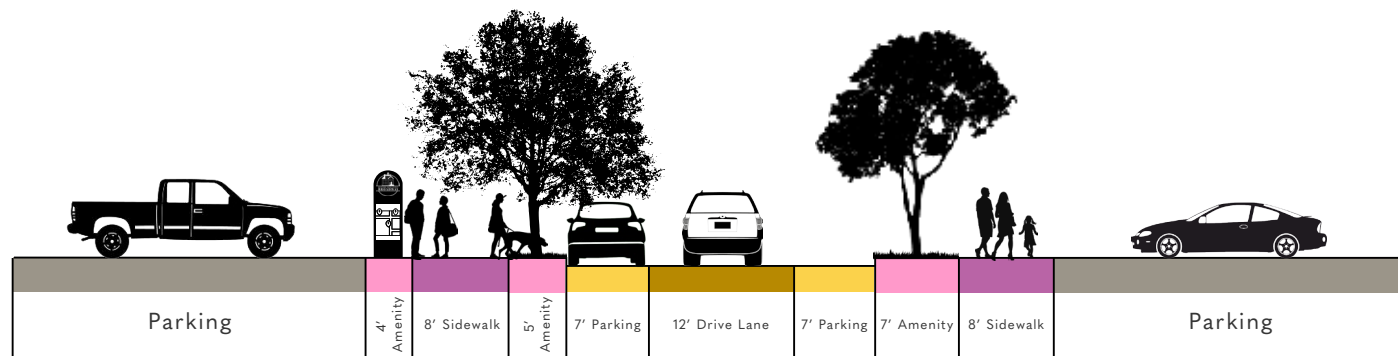 Parking
4′ Amenity
8′ Sidewalk
5′ Amenity
7′ Parking
12′ Drive Lane
7′ Parking
7′ Amenity
8′ Sidewalk
Parking